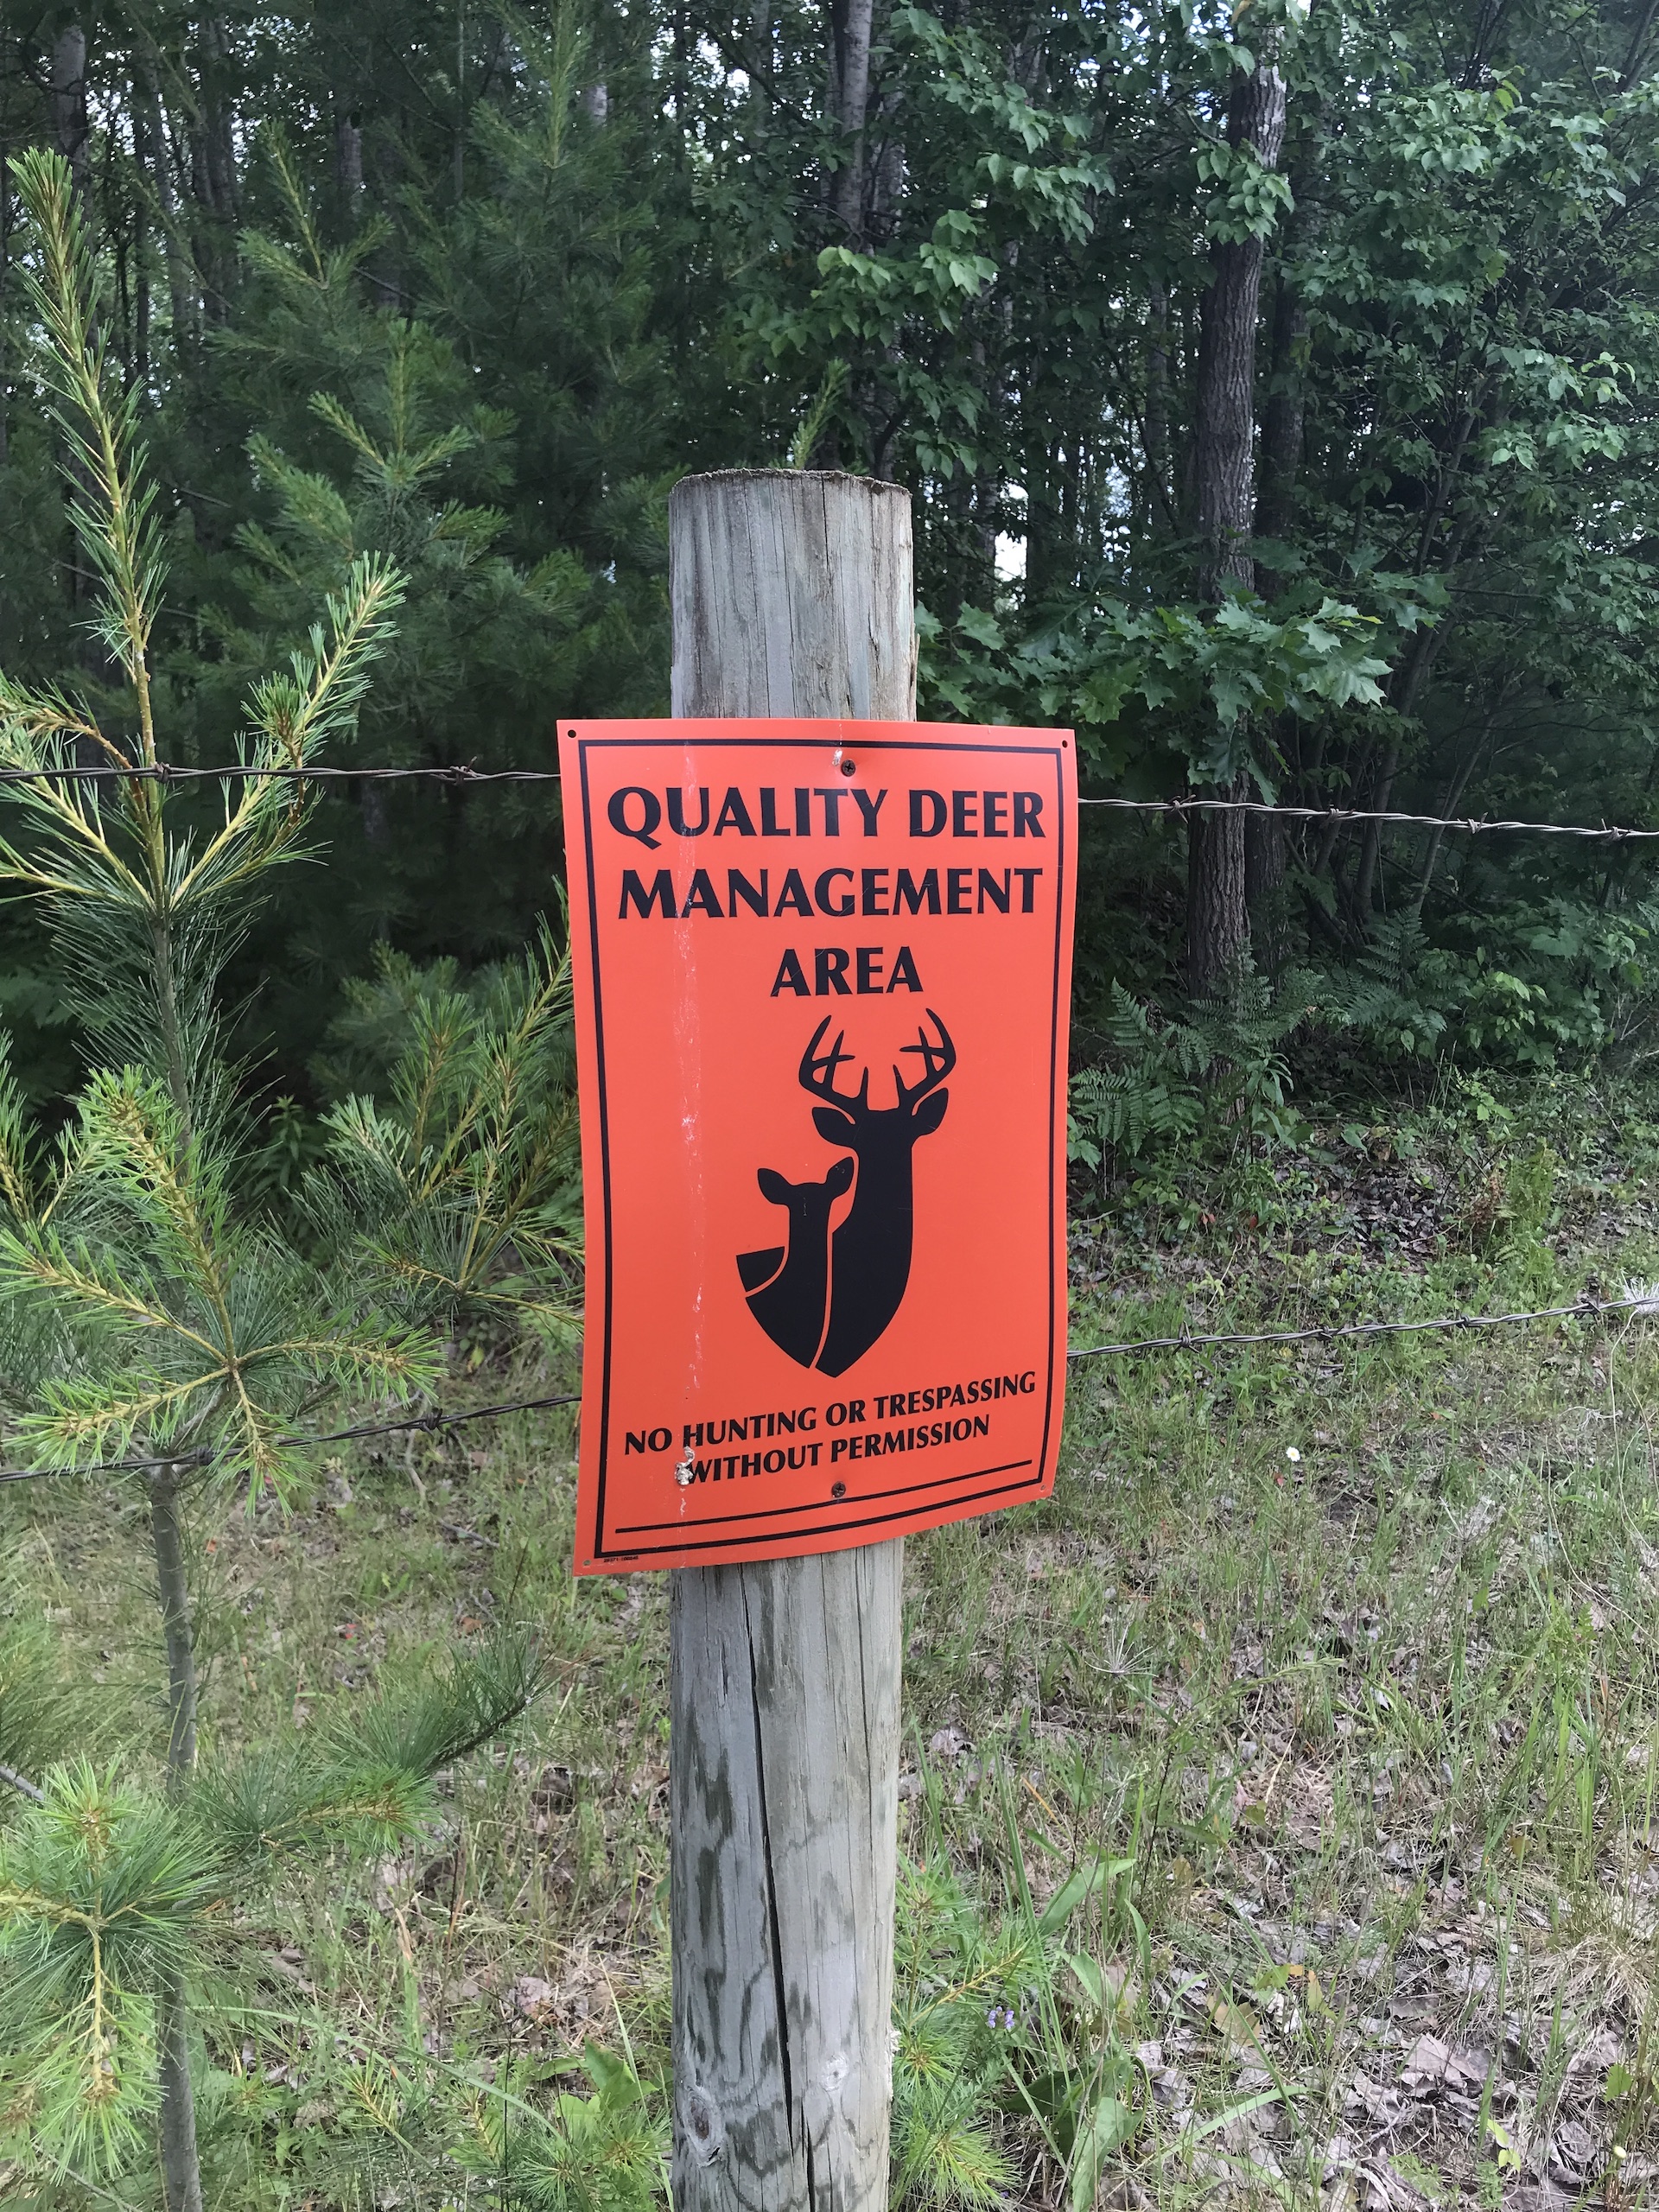 QUALITY DEER
MANAGEMENT
AREA
NO HUNTING OR TRESPASSING
WITHOUT PERMISSION